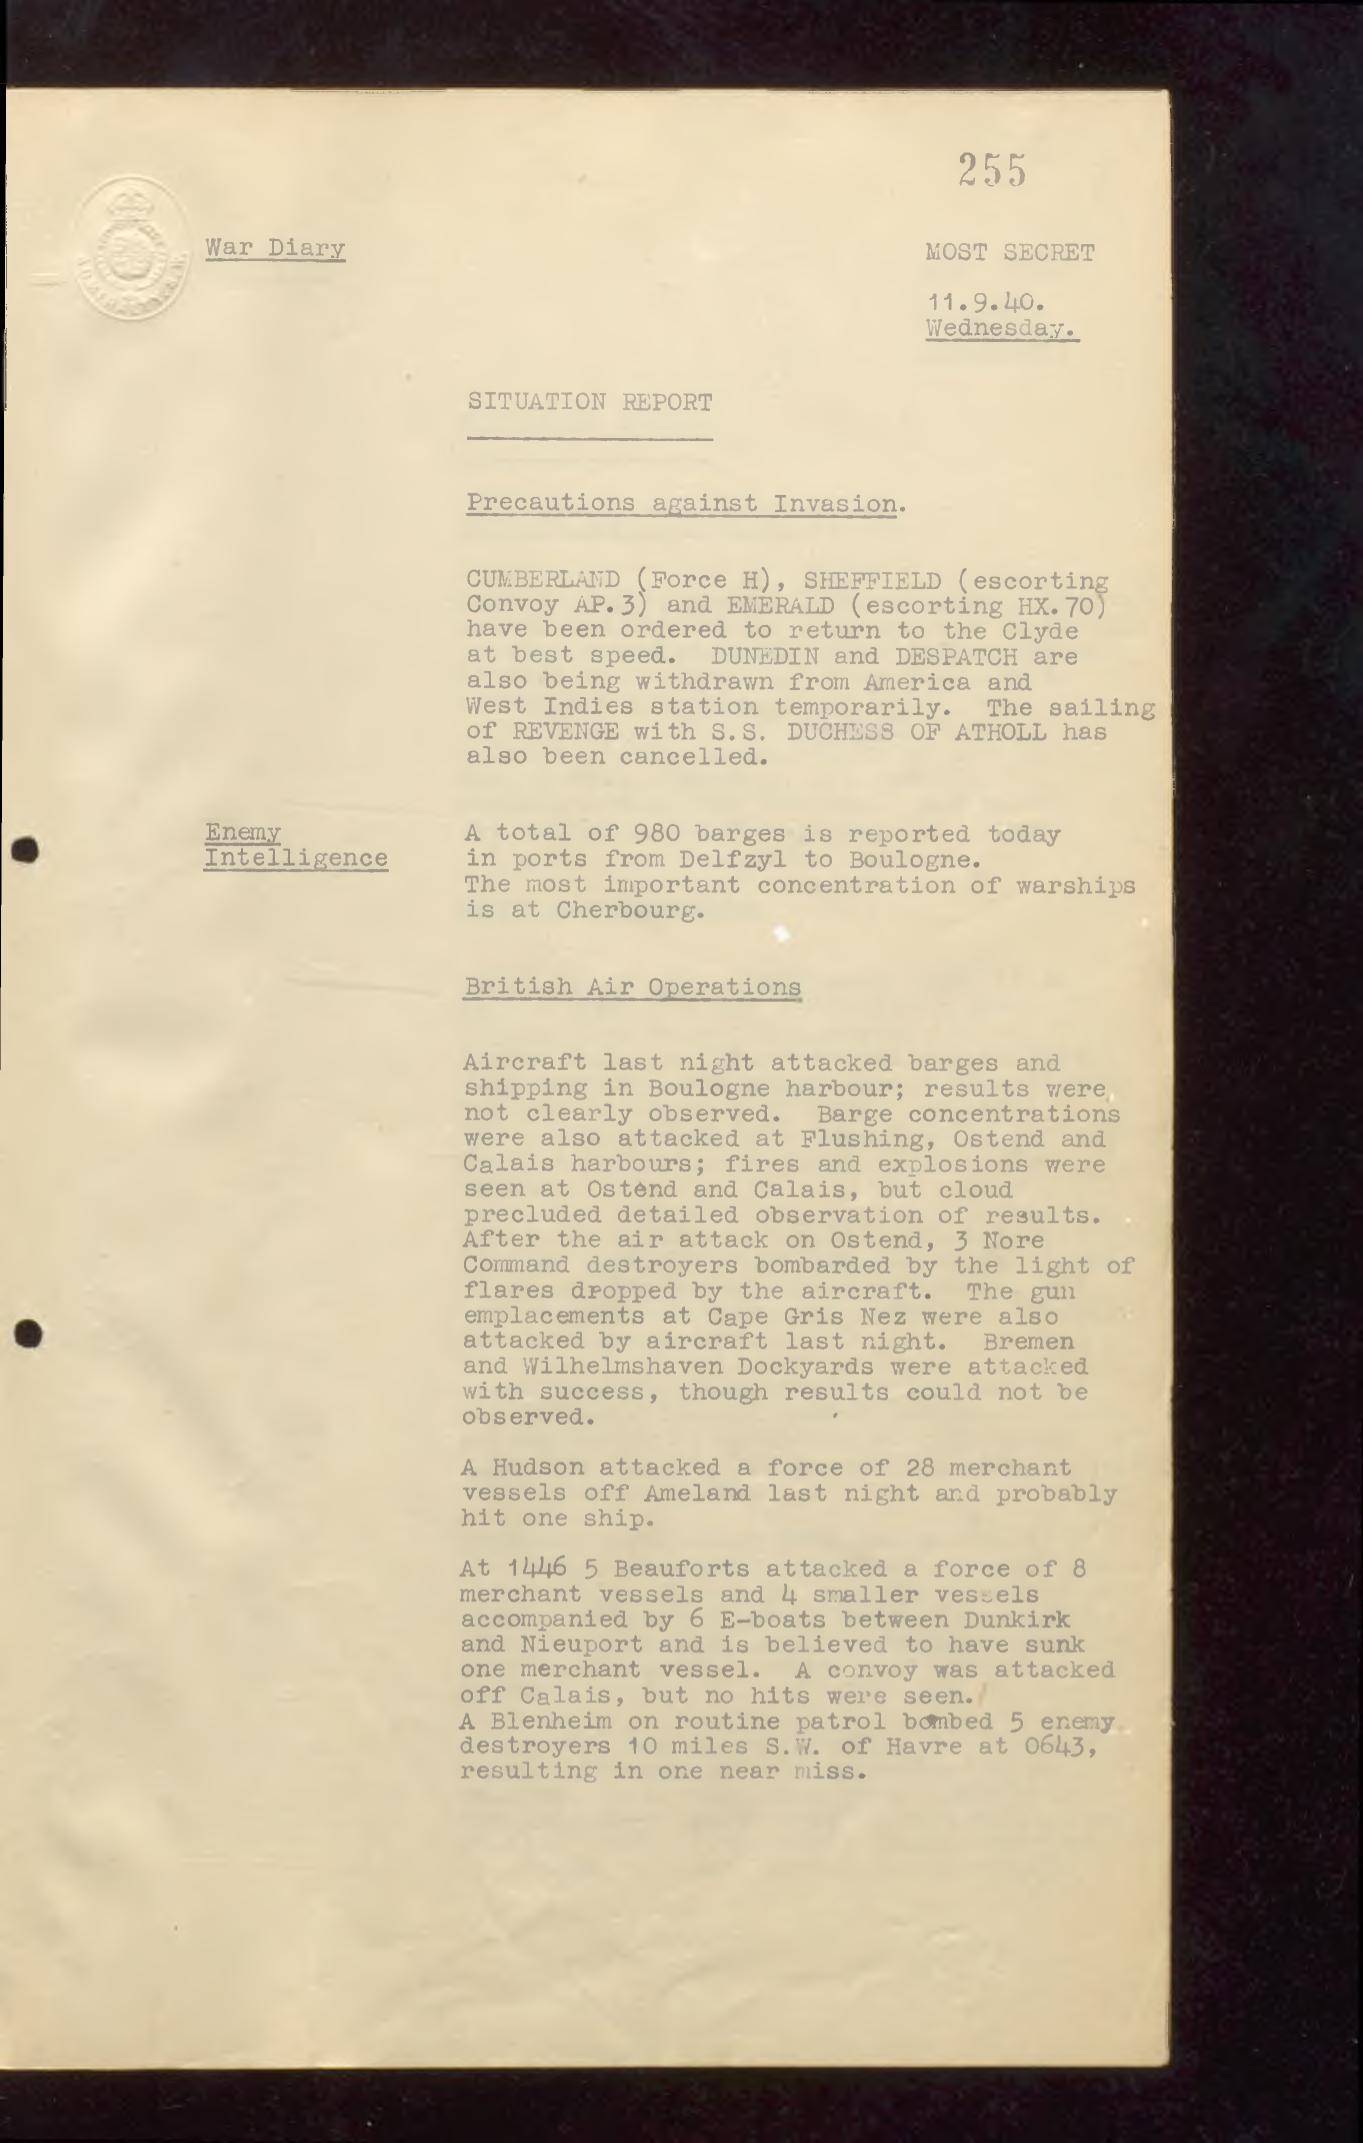 255
War Diary
MOST SECRET
11.9.40.
Wednesday.
SITUATION REPORT
Precautions against Invasion.
CUMBERLAND (Force H), SHEFFIELD (escorting
Convoy AP.3) and EMERALD (escorting HX.70)
have been ordered to return to the Clyde
at best speed. DUNEDIN and DESPATCH are
also being withdrawn from America and
West Indies station temporarily. The sailing
of REVENGE with S.S. DUCHESS OF ATHOLL has
also been cancelled.
Enemy
Intelligence
A total of 980 barges is reported today
in ports from Delfzyl to Boulogne.
The most important concentration of warships
is at Cherbourg.
British Air Operations
Aircraft last night attacked barges and
shipping in Boulogne harbour; results were
not clearly observed. Barge concentrations
were also attacked at Flushing, Ostend and
Calais harbours; fires and explosions were
seen at Ostend and Calais, but cloud
precluded detailed observation of results.
After the air attack on Ostend, 3 Nore
Command destroyers bombarded by the light of
flares dropped by the aircraft. The gun
emplacements at Cape Gris Nez were also
attacked by aircraft last night. Bremen
and Wilhelmshaven Dockyards were attacked
with success, though results could not be
observed.
A Hudson attacked a force of 28 merchant
vessels off Ameland last night and probably
hit one ship.
At 1446 5 Beauforts attacked a force of 8
merchant vessels and 4 smaller vessels
accompanied by 6 E-boats between Dunkirk
and Nieuport and is believed to have sunk
one merchant vessel. A convoy was attacked
off Calais, but no hits were seen.
A Blenheim on routine patrol bombed 5 enemy
destroyers 10 miles S.W. of Havre at 0643,
resulting in one near miss.